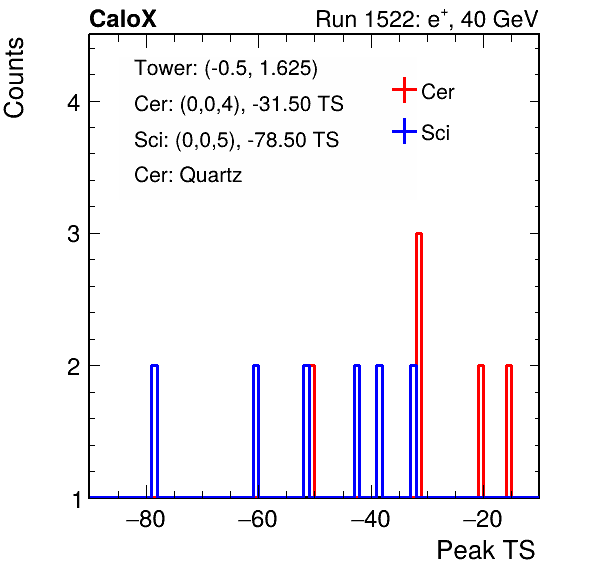 CaloX Run 1522: e⁺, 40 GeV
Counts
Tower: (-0.5, 1.625)
Cer: (0,0,4), -31.50 TS
Sci: (0,0,5), -78.50 TS
Cer: Quartz
Cer
Sci
4
3
2
1
−80 −60 −40 −20
Peak TS